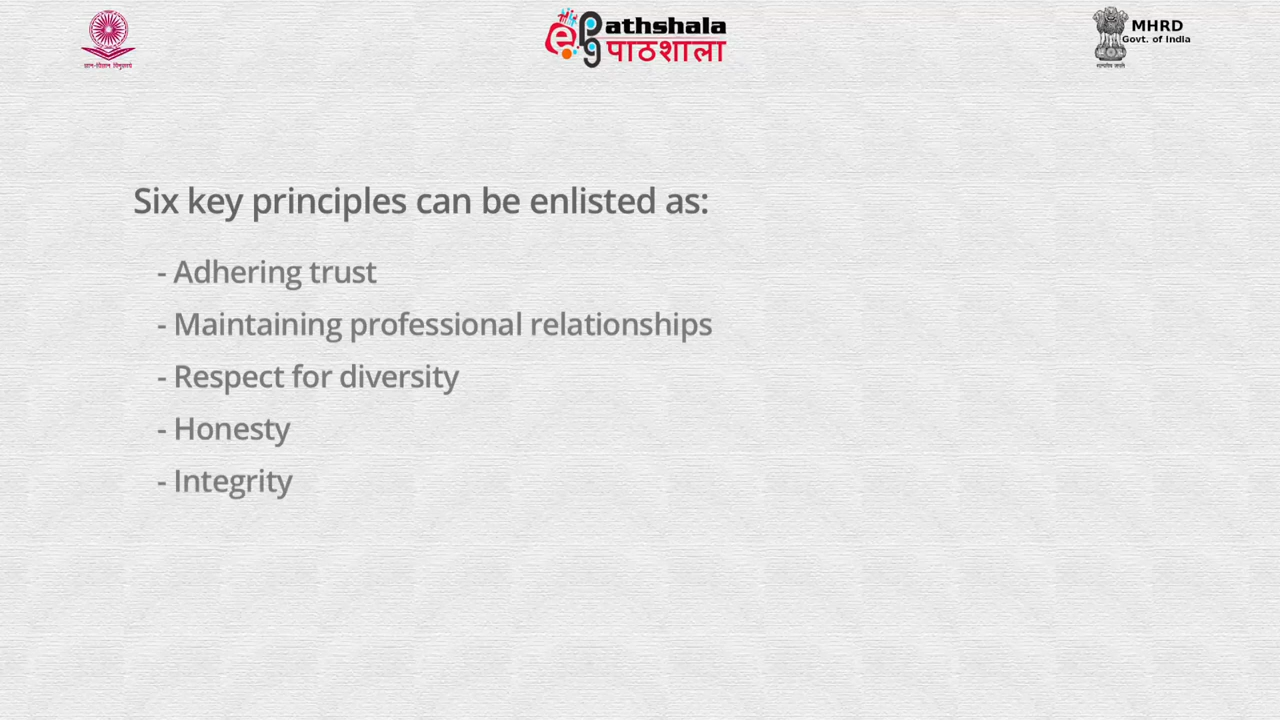 e pg athshala
पाठशाला
MHRD
Govt. of India
Six key principles can be enlisted as:
- Adhering trust
- Maintaining professional relationships
- Respect for diversity
- Honesty
- Integrity